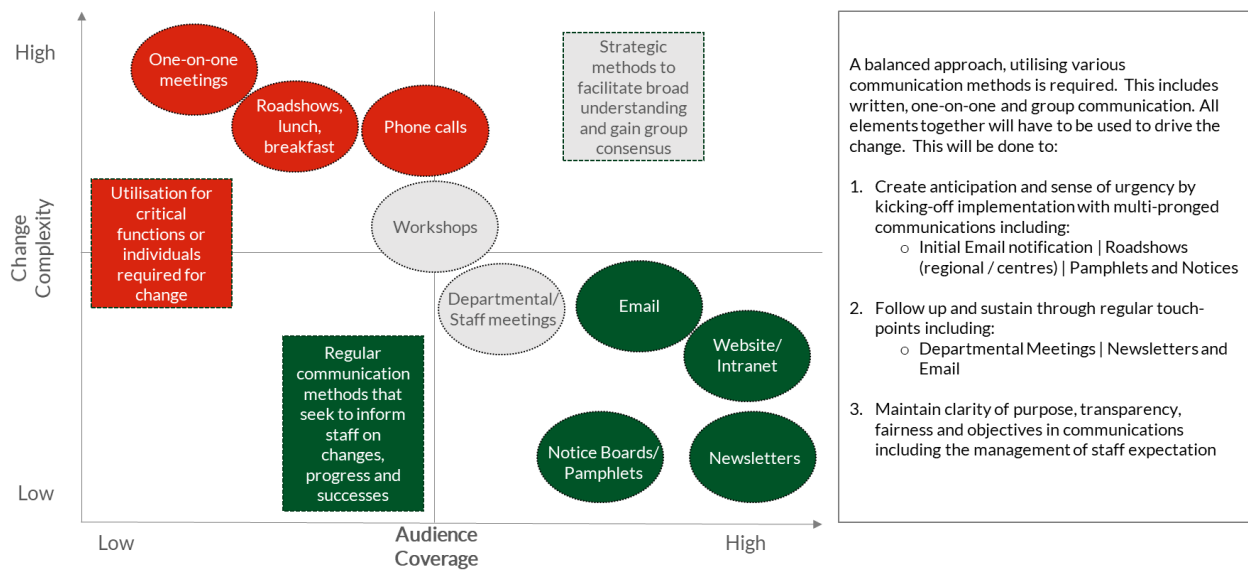 High
One-on-one
meetings
Roadshows,
lunch,
breakfast
Phone calls
Strategic
methods to
facilitate broad
understanding
and gain group
consensus
Utilisation for
critical
functions or
individuals
required for
change
Workshops
Change
Complexity
Departmental/
Staff meetings
Email
Website/
Intranet
Regular
communication
methods that
seek to inform
staff on
changes,
progress and
successes
Notice Boards/
Pamphlets
Newsletters
Low
Low
Audience
Coverage
High
A balanced approach, utilising various
communication methods is required. This includes
written, one-on-one and group communication. All
elements together will have to be used to drive the
change. This will be done to:
1. Create anticipation and sense of urgency by
kicking-off implementation with multi-pronged
communications including:
o Initial Email notification | Roadshows
(regional / centres) | Pamphlets and Notices
2. Follow up and sustain through regular touch-
points including:
o Departmental Meetings | Newsletters and
Email
3. Maintain clarity of purpose, transparency,
fairness and objectives in communications
including the management of staff expectation